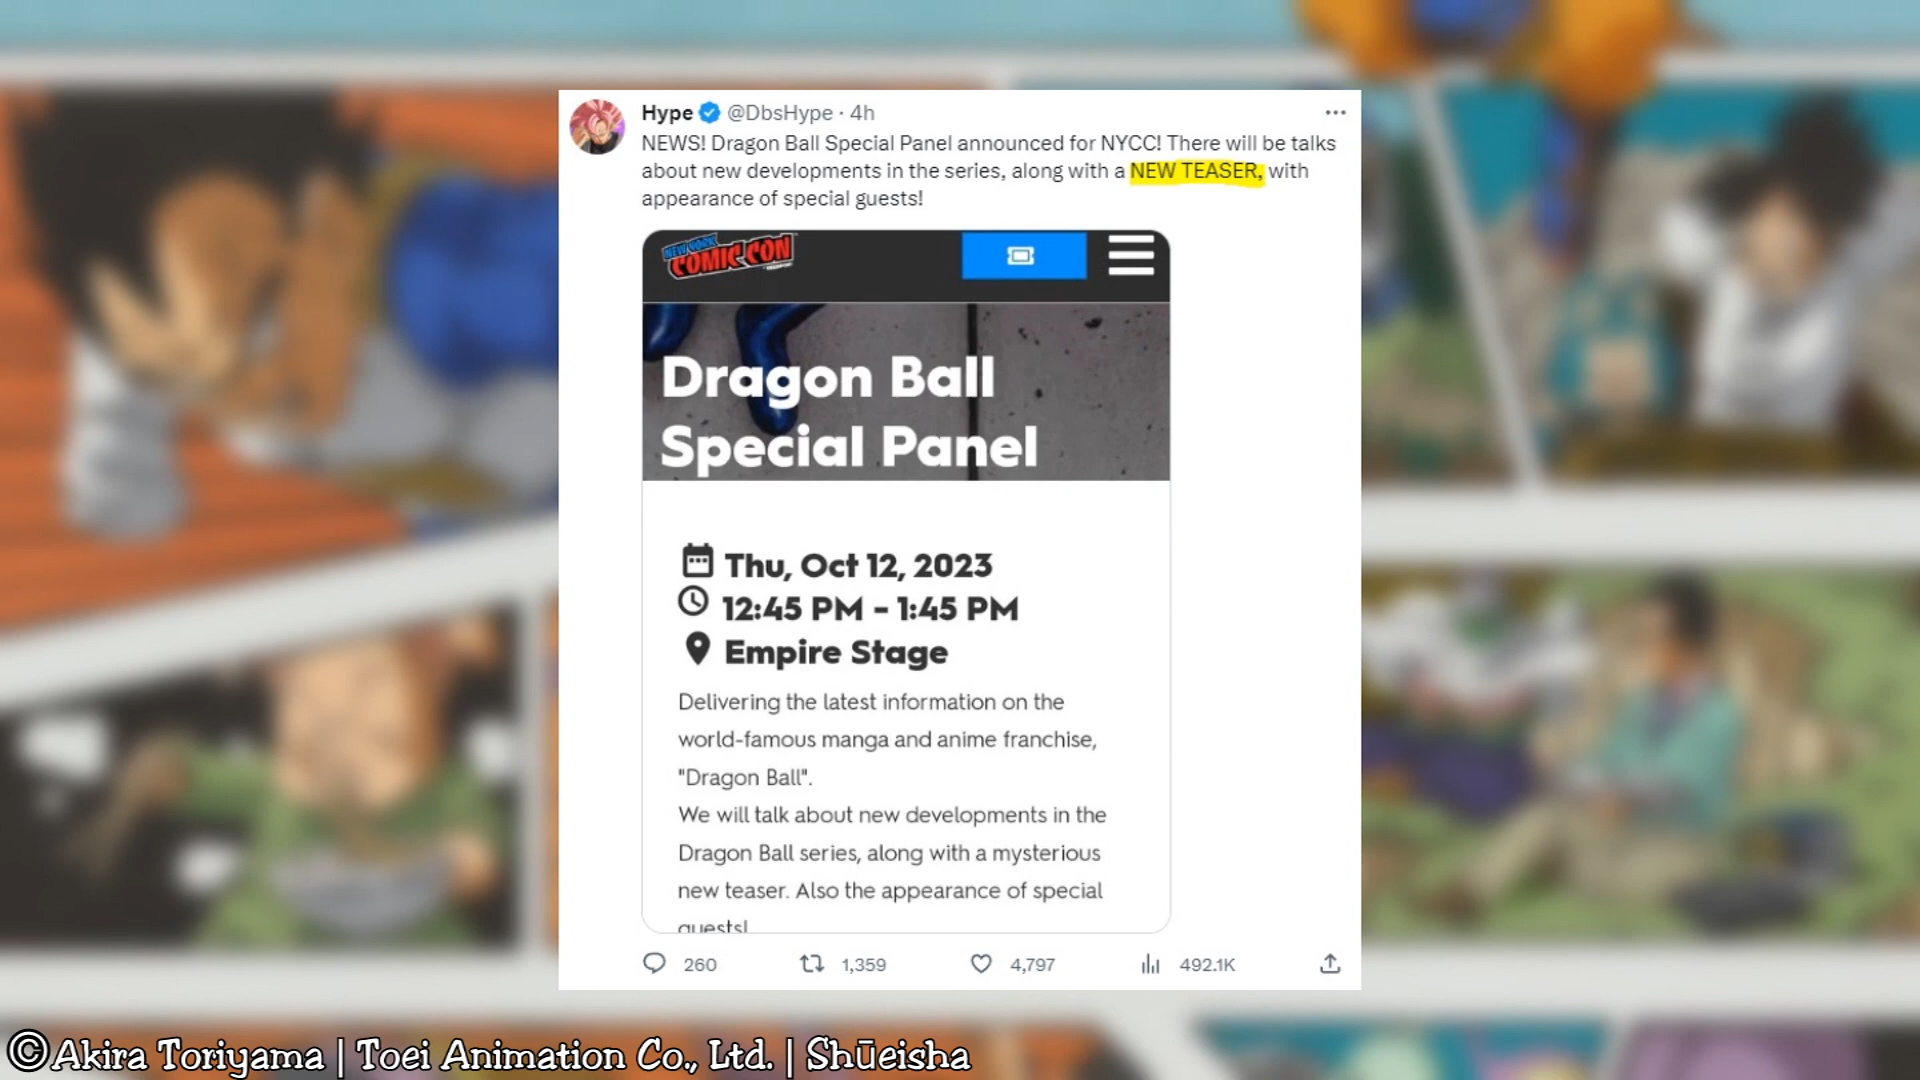 Hype @DbsHype · 4h
NEWS! Dragon Ball Special Panel announced for NYCC! There will be talks
about new developments in the series, along with a NEW TEASER, with
appearance of special guests!
NEW YORK
COMIC CON
Dragon Ball
Special Panel
Thu, Oct 12, 2023
12:45 PM - 1:45 PM
Empire Stage
Delivering the latest information on the
world-famous manga and anime franchise,
"Dragon Ball".
We will talk about new developments in the
Dragon Ball series, along with a mysterious
new teaser. Also the appearance of special
guests!
260 1,359 4,797 492.1K
©Akira Toriyama | Toei Animation Co., Ltd. | Shūeisha